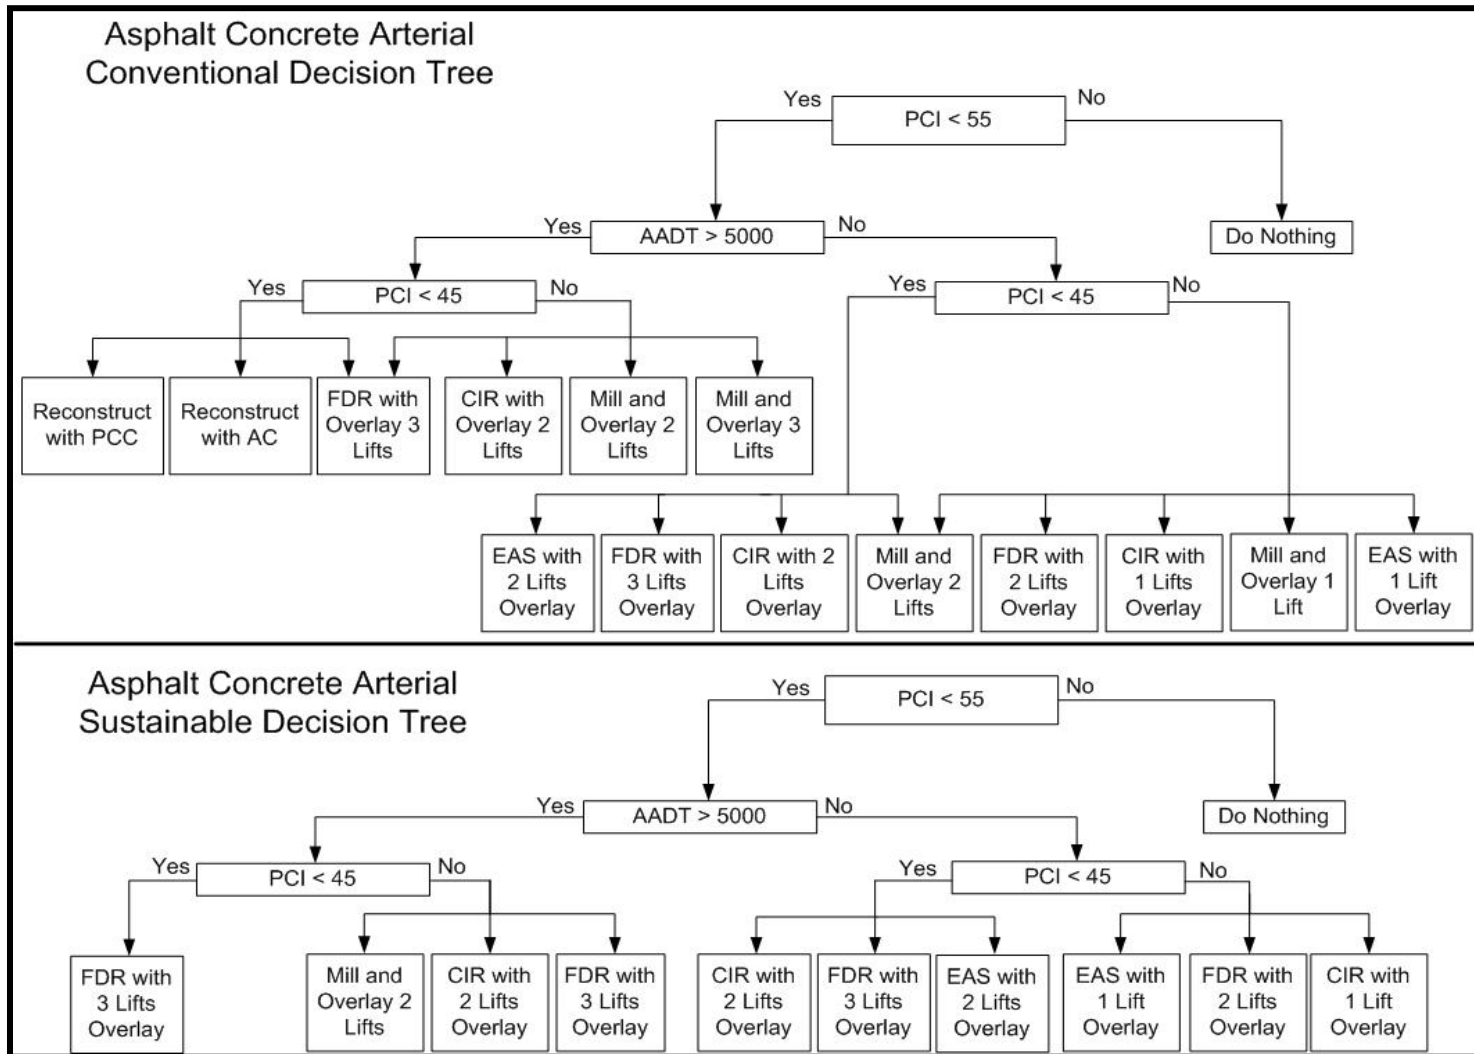 Asphalt Concrete Arterial
Conventional Decision Tree
Yes
PCI < 55
No
Yes
AADT > 5000
No
Do Nothing
Yes
PCI < 45
No
Yes
PCI < 45
No
Reconstruct
with PCC
Reconstruct
with AC
FDR with
Overlay 3
Lifts
CIR with
Overlay 2
Lifts
Mill and
Overlay 2
Lifts
Mill and
Overlay 3
Lifts
EAS with
2 Lifts
Overlay
FDR with
3 Lifts
Overlay
CIR with 2
Lifts
Overlay
Mill and
Overlay 2
Lifts
FDR with
2 Lifts
Overlay
CIR with
1 Lifts
Overlay
Mill and
Overlay 1
Lift
EAS with
1 Lift
Overlay
Asphalt Concrete Arterial
Sustainable Decision Tree
Yes
PCI < 55
No
Yes
AADT > 5000
No
Do Nothing
Yes
PCI < 45
No
Yes
PCI < 45
No
FDR with
3 Lifts
Overlay
Mill and
Overlay 2
Lifts
CIR with
2 Lifts
Overlay
FDR with
3 Lifts
Overlay
CIR with
2 Lifts
Overlay
FDR with
3 Lifts
Overlay
EAS with
2 Lifts
Overlay
EAS with
1 Lift
Overlay
FDR with
2 Lifts
Overlay
CIR with
1 Lift
Overlay